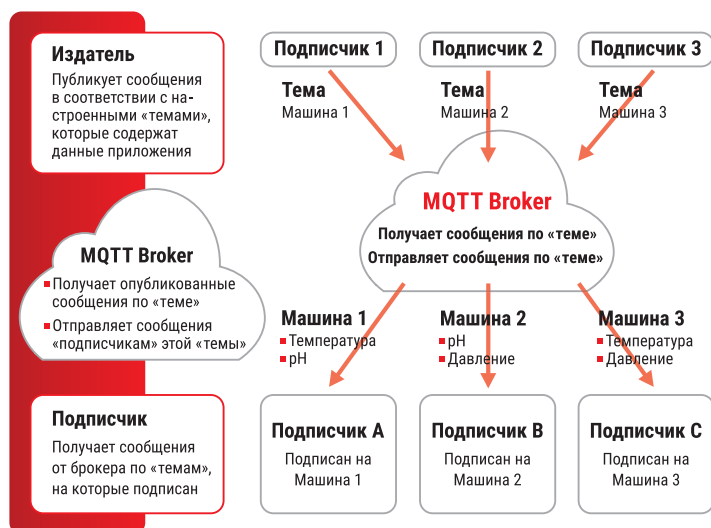 Издатель
Публикует сообщения
в соответствии с на-
строенными «темами»,
которые содержат
данные приложения
MQTT Broker
Получает опубликованные
сообщения по «теме»
Отправляет сообщения
«подписчикам» этой «темы»
Подписчик
Получает сообщения
от брокера по «темам»,
на которые подписан
Подписчик 1
Подписчик 2
Подписчик 3
Тема
Машина 1
Тема
Машина 2
Тема
Машина 3
MQTT Broker
Получает сообщения по «теме»
Отправляет сообщения по «теме»
Машина 1
Температура
pH
Машина 2
pH
Давление
Машина 3
Температура
Давление
Подписчик A
Подписан на
Машина 1
Подписчик B
Подписан на
Машина 2
Подписчик C
Подписан на
Машина 3